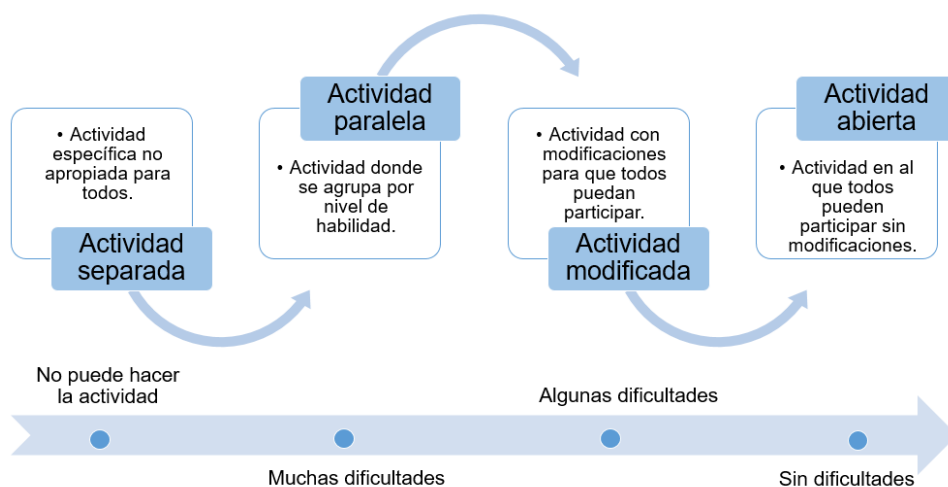 • Actividad
específica no
apropiada para
todos.
Actividad
separada
Actividad
paralela
• Actividad donde
se agrupa por
nivel de
habilidad.
• Actividad con
modificaciones
para que todos
puedan
participar.
Actividad
modificada
Actividad
abierta
• Actividad en al
que todos
pueden
participar sin
modificaciones.
No puede hacer
la actividad
Muchas dificultades
Algunas dificultades
Sin dificultades